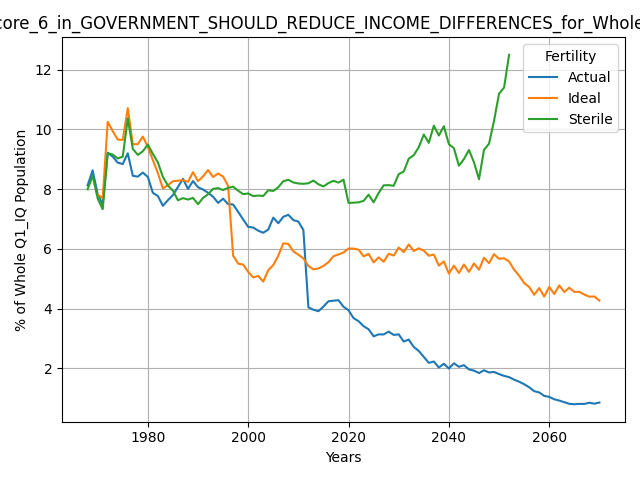 core_6_in_GOVERNMENT_SHOULD_REDUCE_INCOME_DIFFERENCES_for_Whole
% of Whole Q1_IQ Population
12
10
8
6
4
2
Fertility
Actual
Ideal
Sterile
1980
2000
2020
2040
2060
Years